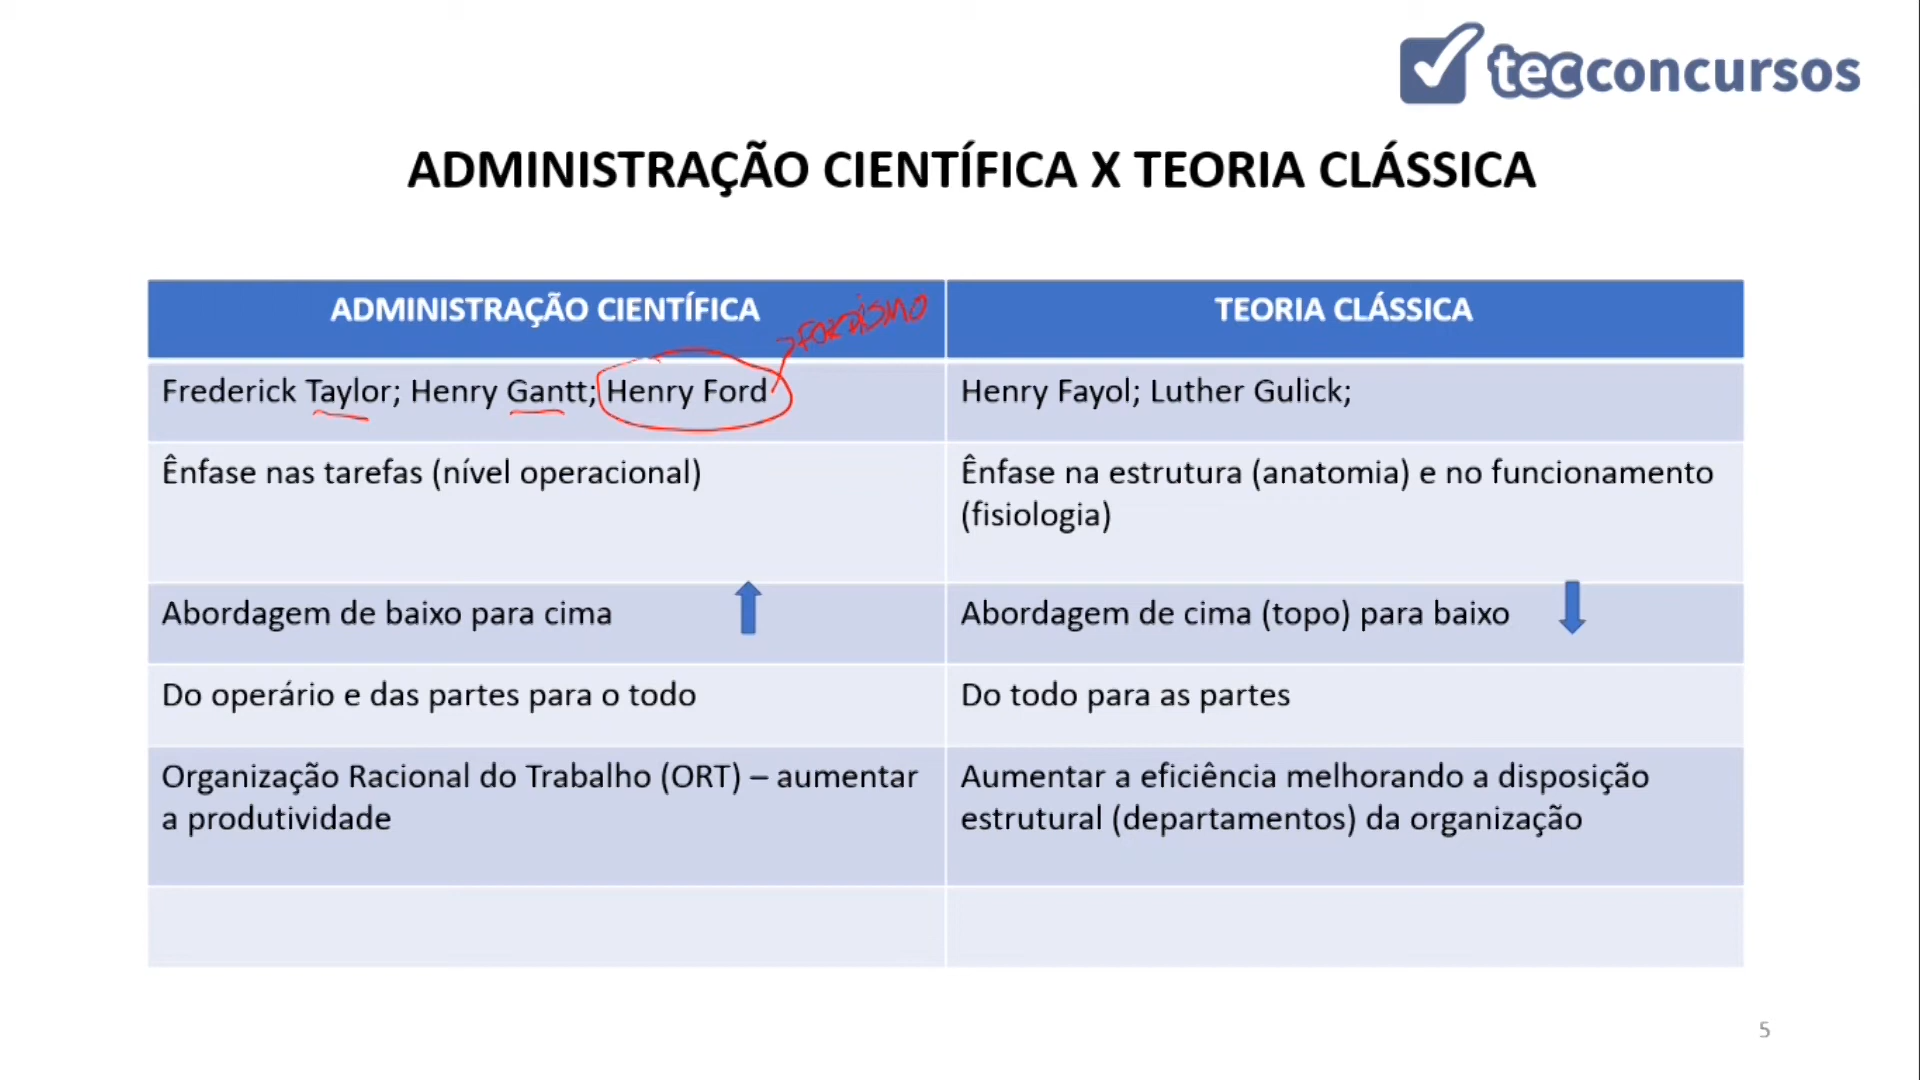 tecconcursos
ADMINISTRAÇÃO CIENTÍFICA X TEORIA CLÁSSICA
ADMINISTRAÇÃO CIENTÍFICA
FORDISMO
TEORIA CLÁSSICA
Frederick Taylor; Henry Gantt; Henry Ford
Henry Fayol; Luther Gulick;
Ênfase nas tarefas (nível operacional)
Ênfase na estrutura (anatomia) e no funcionamento
(fisiologia)
Abordagem de baixo para cima
Abordagem de cima (topo) para baixo
Do operário e das partes para o todo
Do todo para as partes
Organização Racional do Trabalho (ORT) – aumentar
a produtividade
Aumentar a eficiência melhorando a disposição
estrutural (departamentos) da organização
5